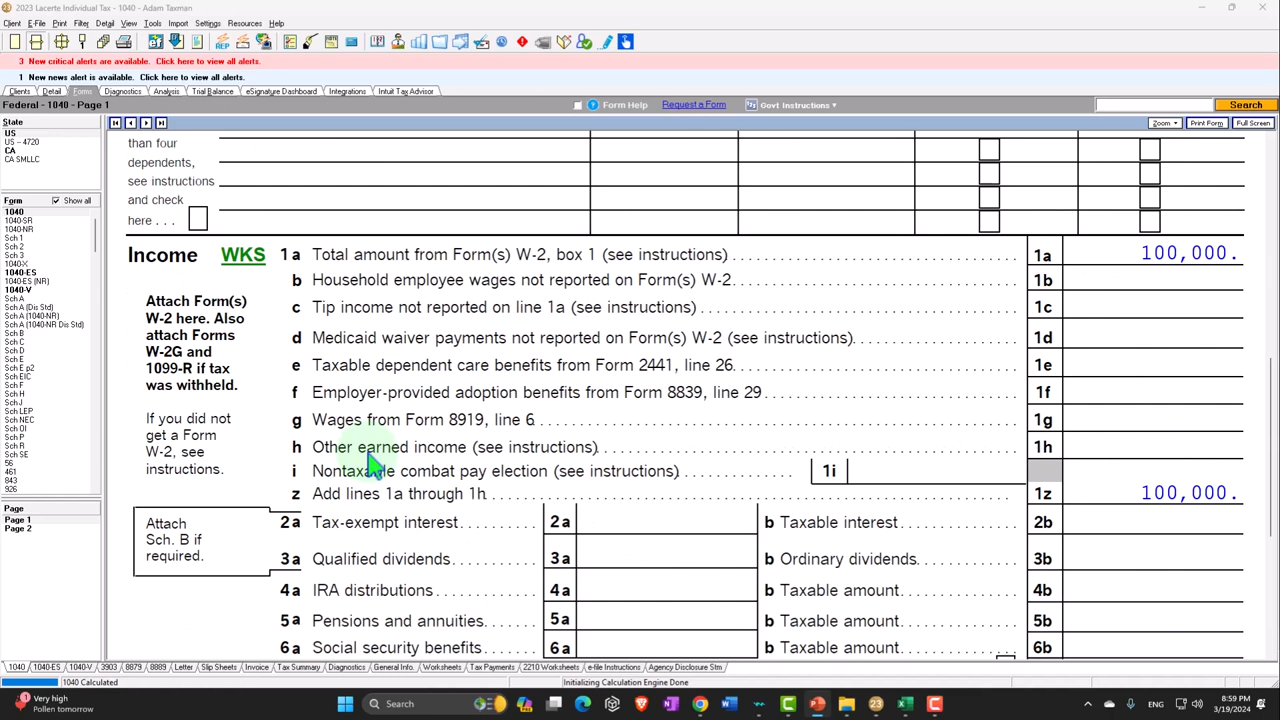 2023 Lacerte Individual Tax - 1040 - Adam Taxman
Client E-File Print Filter Detail View Tools Import Settings Resources Help
3 New critical alerts are available. Click here to view all alerts.
1 New news alert is available. Click here to view all alerts.
Clients Detail Forms Diagnostics Analysis Trial Balance eSignature Dashboard Integrations Intuit Tax Advisor
Federal - 1040 - Page 1
Form Help Request a Form Govt Instructions Search
Zoom Print Form Full Screen
State
US
US - 4720
CA
CA SMLLC
Form Show all
1040
1040-SR
1040-NR
Sch 1
Sch 2
Sch 3
1040-X
1040-ES
1040-ES (NR)
1040-V
Sch A
Sch A (Dis Std)
Sch A (1040-NR)
Sch A (1040-NR Dis Std)
Sch B
Sch C
Sch D
Sch E
Sch E p2
Sch EIC
Sch F
Sch H
Sch J
Sch LEP
Sch NEC
Sch OI
Sch P
Sch R
Sch SE
56
461
843
926
Page
Page 1
Page 2
than four
dependents,
see instructions
and check
here . . .
Income WKS 1a Total amount from Form(s) W-2, box 1 (see instructions) 1a 100,000.
b Household employee wages not reported on Form(s) W-2 1b
c Tip income not reported on line 1a (see instructions) 1c
d Medicaid waiver payments not reported on Form(s) W-2 (see instructions) 1d
e Taxable dependent care benefits from Form 2441, line 26 1e
f Employer-provided adoption benefits from Form 8839, line 29 1f
g Wages from Form 8919, line 6 1g
h Other earned income (see instructions) 1h
i Nontaxable combat pay election (see instructions) 1i
z Add lines 1a through 1h 1z 100,000.
Attach Form(s)
W-2 here. Also
attach Forms
W-2G and
1099-R if tax
was withheld.
If you did not
get a Form
W-2, see
instructions.
Attach
Sch. B if
required.
2a Tax-exempt interest 2a b Taxable interest 2b
3a Qualified dividends 3a b Ordinary dividends 3b
4a IRA distributions 4a b Taxable amount 4b
5a Pensions and annuities 5a b Taxable amount 5b
6a Social security benefits 6a b Taxable amount 6b
1040 1040-ES 1040-V 3903 8879 8889 Letter Slip Sheets Invoice Tax Summary Diagnostics General Info. Worksheets Tax Payments 2210 Worksheets e-file Instructions Agency Disclosure Stm
1040 Calculated Initializing Calculation Engine Done
Very high
Pollen tomorrow
Search
ENG
8:59 PM
3/19/2024